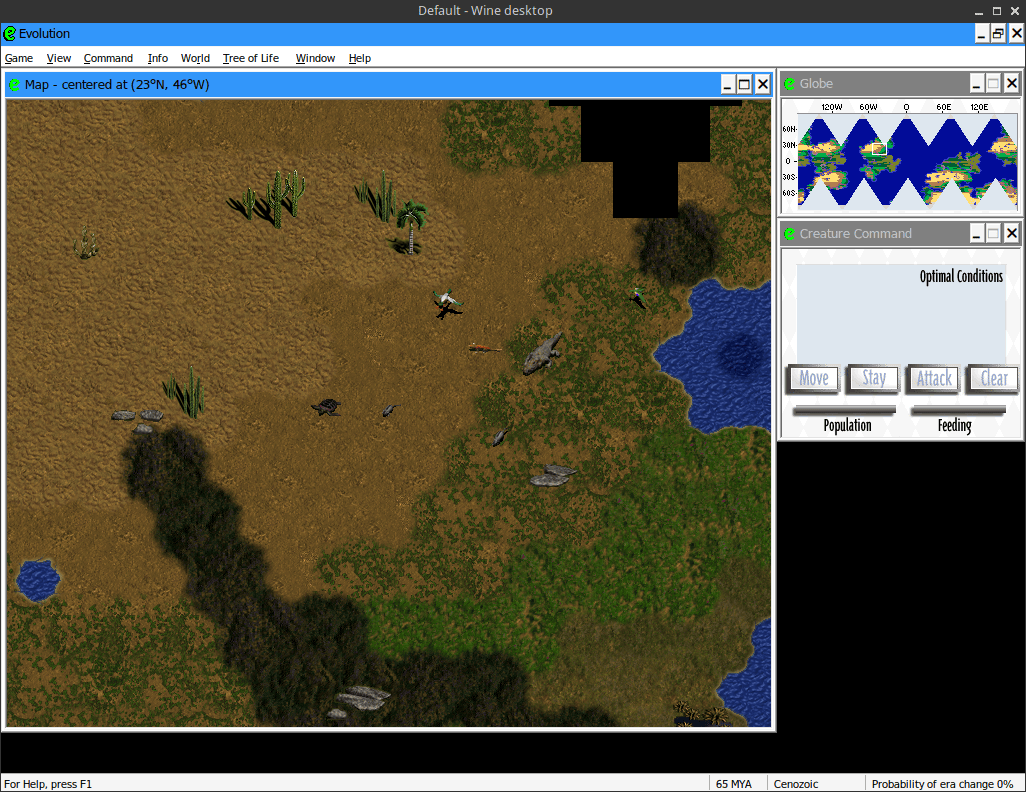 Default - Wine desktop
Evolution
Game View Command Info World Tree of Life Window Help
Map - centered at (23ºN, 46ºW)
Globe
120W 60W 0 60E 120E
60N
30N
0
30S
60S
Creature Command
Optimal Conditions
Move Stay Attack Clear
Population Feeding
For Help, press F1 65 MYA Cenozoic Probability of era change 0%